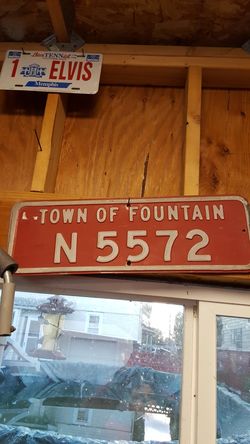 1 ELVIS
Memphis
TOWN OF FOUNTAIN
N 5572